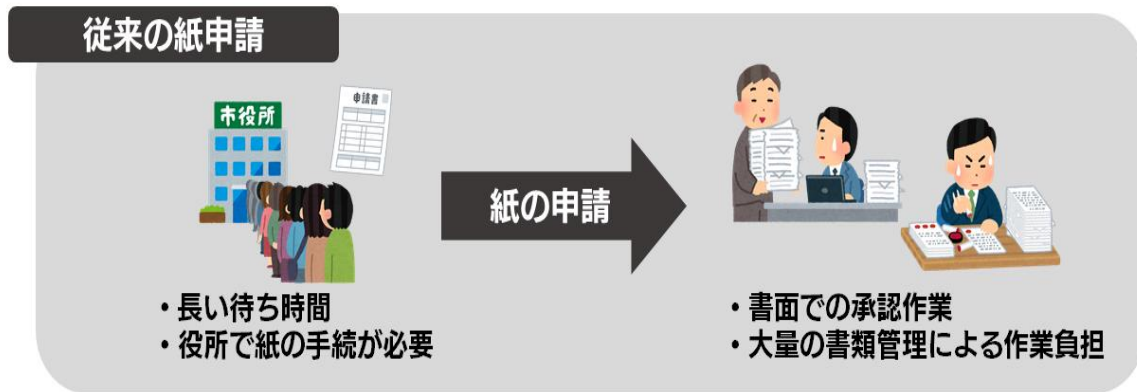 従来の紙申請
市役所
申請書
紙の申請
・長い待ち時間
・役所で紙の手続が必要
・書面での承認作業
・大量の書類管理による作業負担